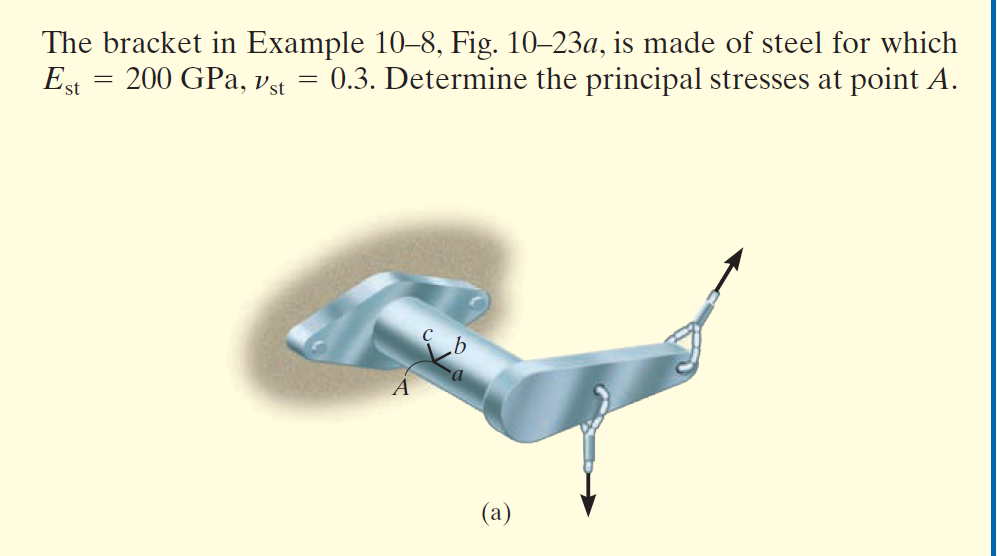 The bracket in Example 10–8, Fig. 10–23a, is made of steel for which
Est = 200 GPa, νst = 0.3. Determine the principal stresses at point A.
c
b
a
A
(a)